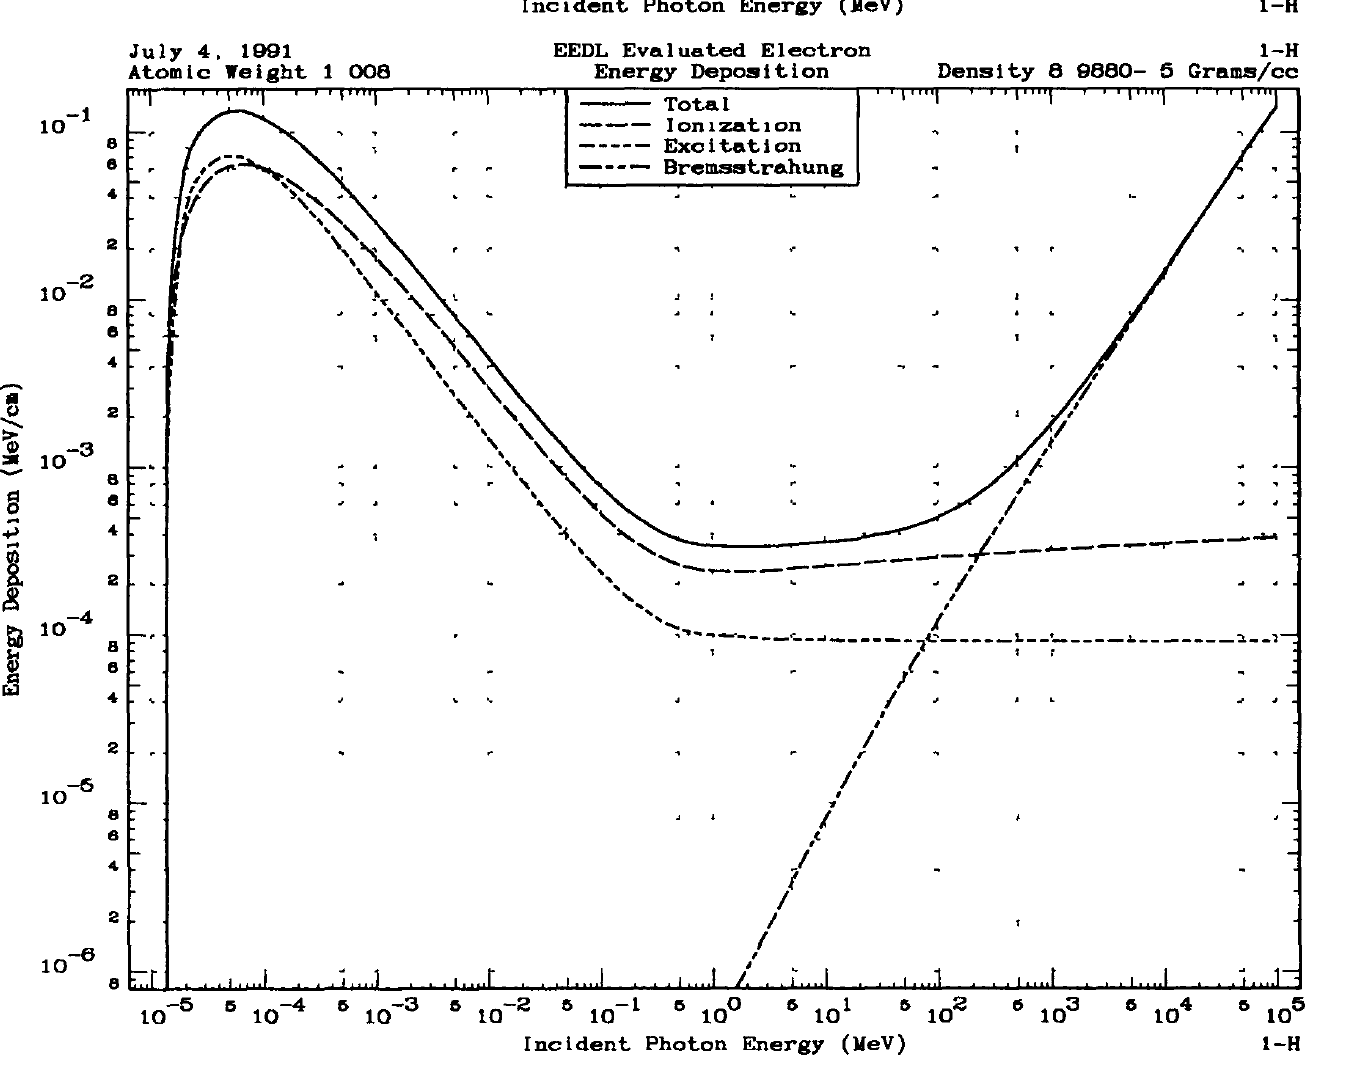 Incident Photon Energy (MeV) 1-H
July 4, 1991 EEDL Evaluated Electron 1-H
Atomic Weight 1 008 Energy Deposition Density 8 9880- 5 Grams/cc
Total
Ionization
Excitation
Bremsstrahung
10-1
8
6
4
2
10-2
8
6
4
2
10-3
8
6
4
2
10-4
8
6
4
2
10-5
8
6
4
2
10-6
8
Energy Deposition (MeV/cm)
10-5 5 10-4 5 10-3 5 10-2 5 10-1 5 100 5 101 5 102 5 103 5 104 5 105
Incident Photon Energy (MeV) 1-H